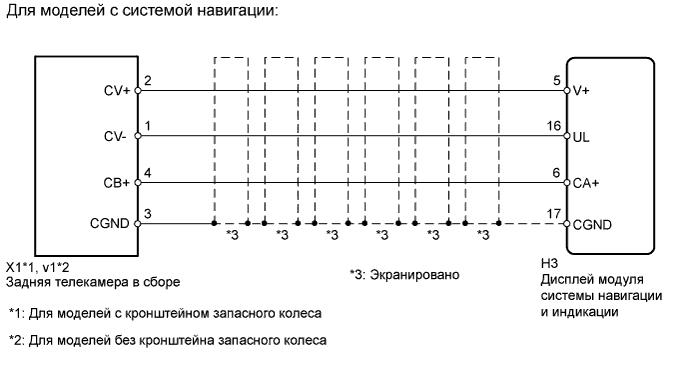 Для моделей с системой навигации:
CV+ 2 5 V+
CV- 1 16 UL
CB+ 4 6 CA+
CGND 3 17 CGND
*3 *3 *3 *3 *3 *3
X1*1, v1*2
Задняя телекамера в сборе
*3: Экранировано
H3
Дисплей модуля
системы навигации
и индикации
*1: Для моделей с кронштейном запасного колеса
*2: Для моделей без кронштейна запасного колеса